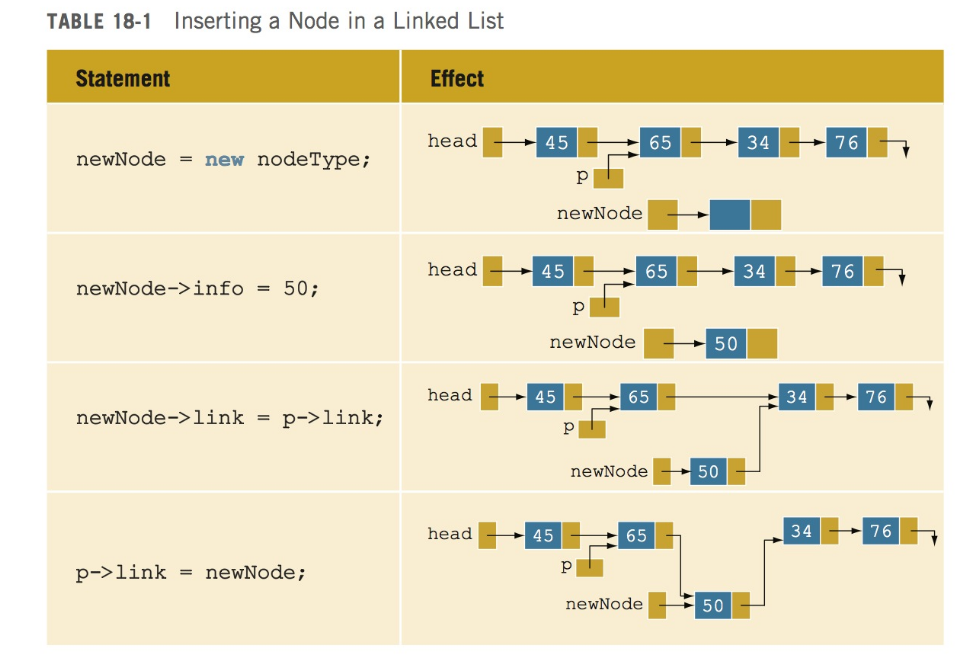 TABLE 18-1 Inserting a Node in a Linked List
Statement Effect
newNode = new nodeType;
head 45 65 34 76
p
newNode
newNode->info = 50;
head 45 65 34 76
p
newNode 50
newNode->link = p->link;
head 45 65 34 76
p
newNode 50
p->link = newNode;
head 45 65 34 76
p
newNode 50